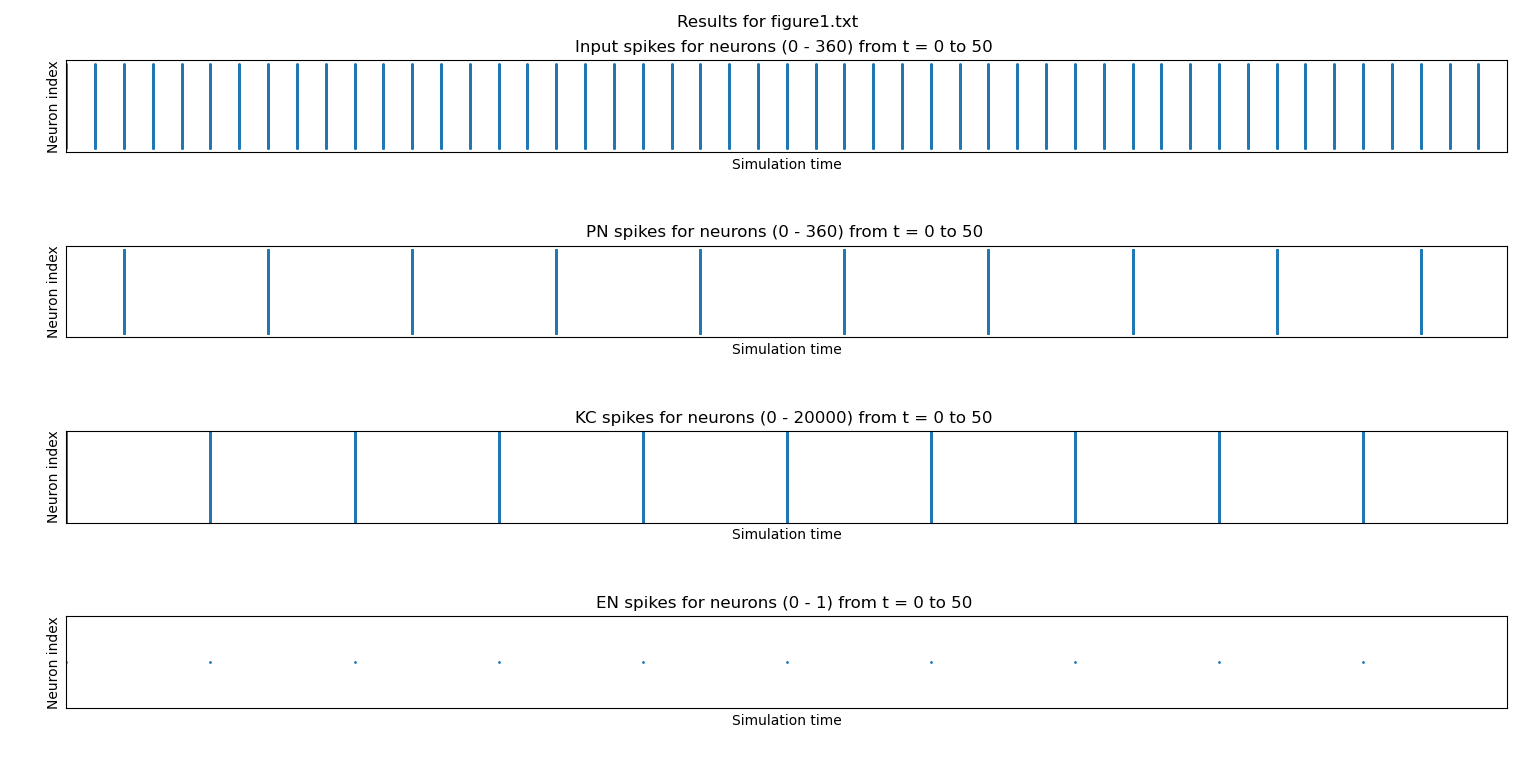 Results for figure1.txt
Input spikes for neurons (0 - 360) from t = 0 to 50
Neuron index
Simulation time
PN spikes for neurons (0 - 360) from t = 0 to 50
Neuron index
Simulation time
KC spikes for neurons (0 - 20000) from t = 0 to 50
Neuron index
Simulation time
EN spikes for neurons (0 - 1) from t = 0 to 50
Neuron index
Simulation time